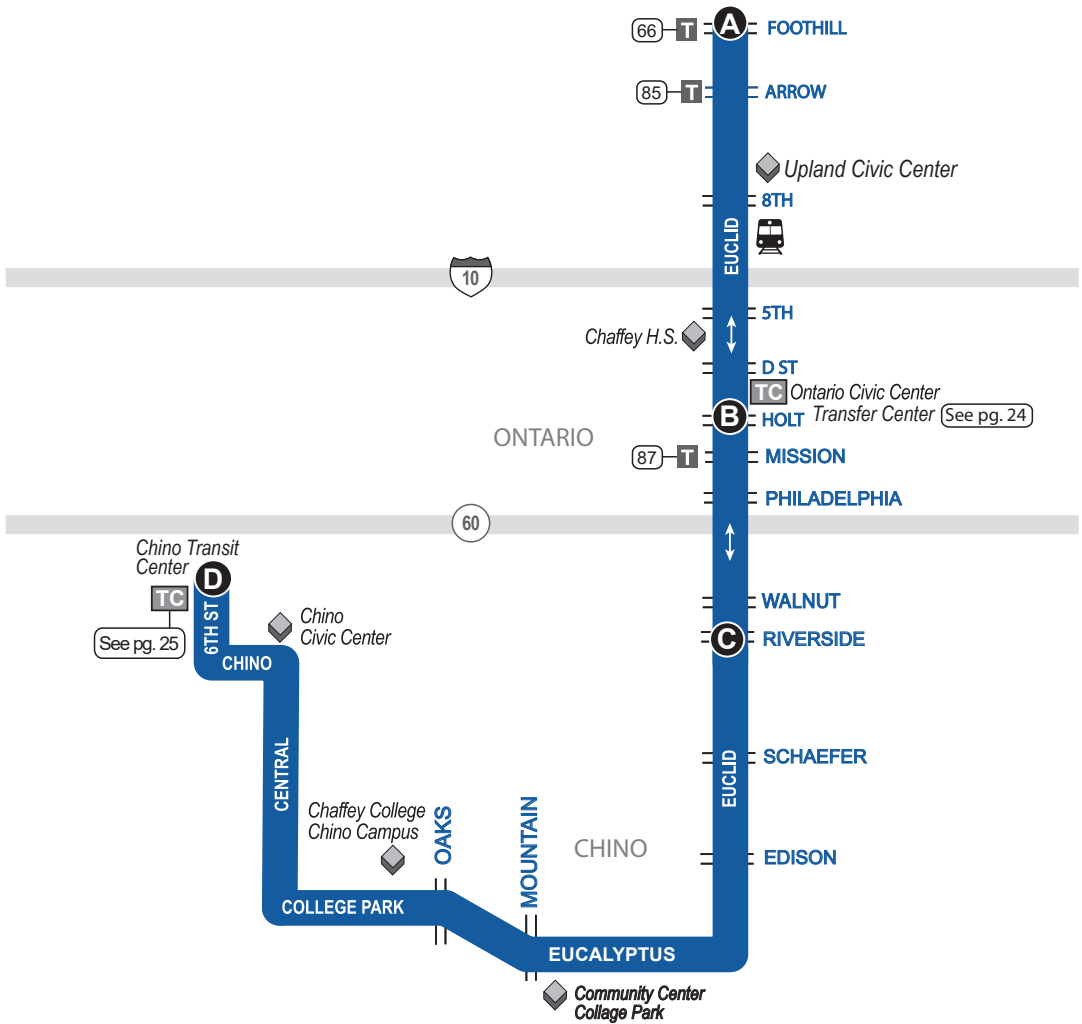 66 T A FOOTHILL
85 T ARROW
Upland Civic Center
8TH
EUCLID
10
5TH
Chaffey H.S.
D ST
TC Ontario Civic Center
B HOLT Transfer Center See pg. 24
ONTARIO
87 T MISSION
PHILADELPHIA
60
Chino Transit
Center
D
TC
6TH ST
See pg. 25
Chino
Civic Center
WALNUT
C RIVERSIDE
CHINO
CENTRAL
EUCLID
SCHAEFER
Chaffey College
Chino Campus
OAKS
MOUNTAIN
CHINO
EDISON
COLLEGE PARK
EUCALYPTUS
Community Center
Collage Park